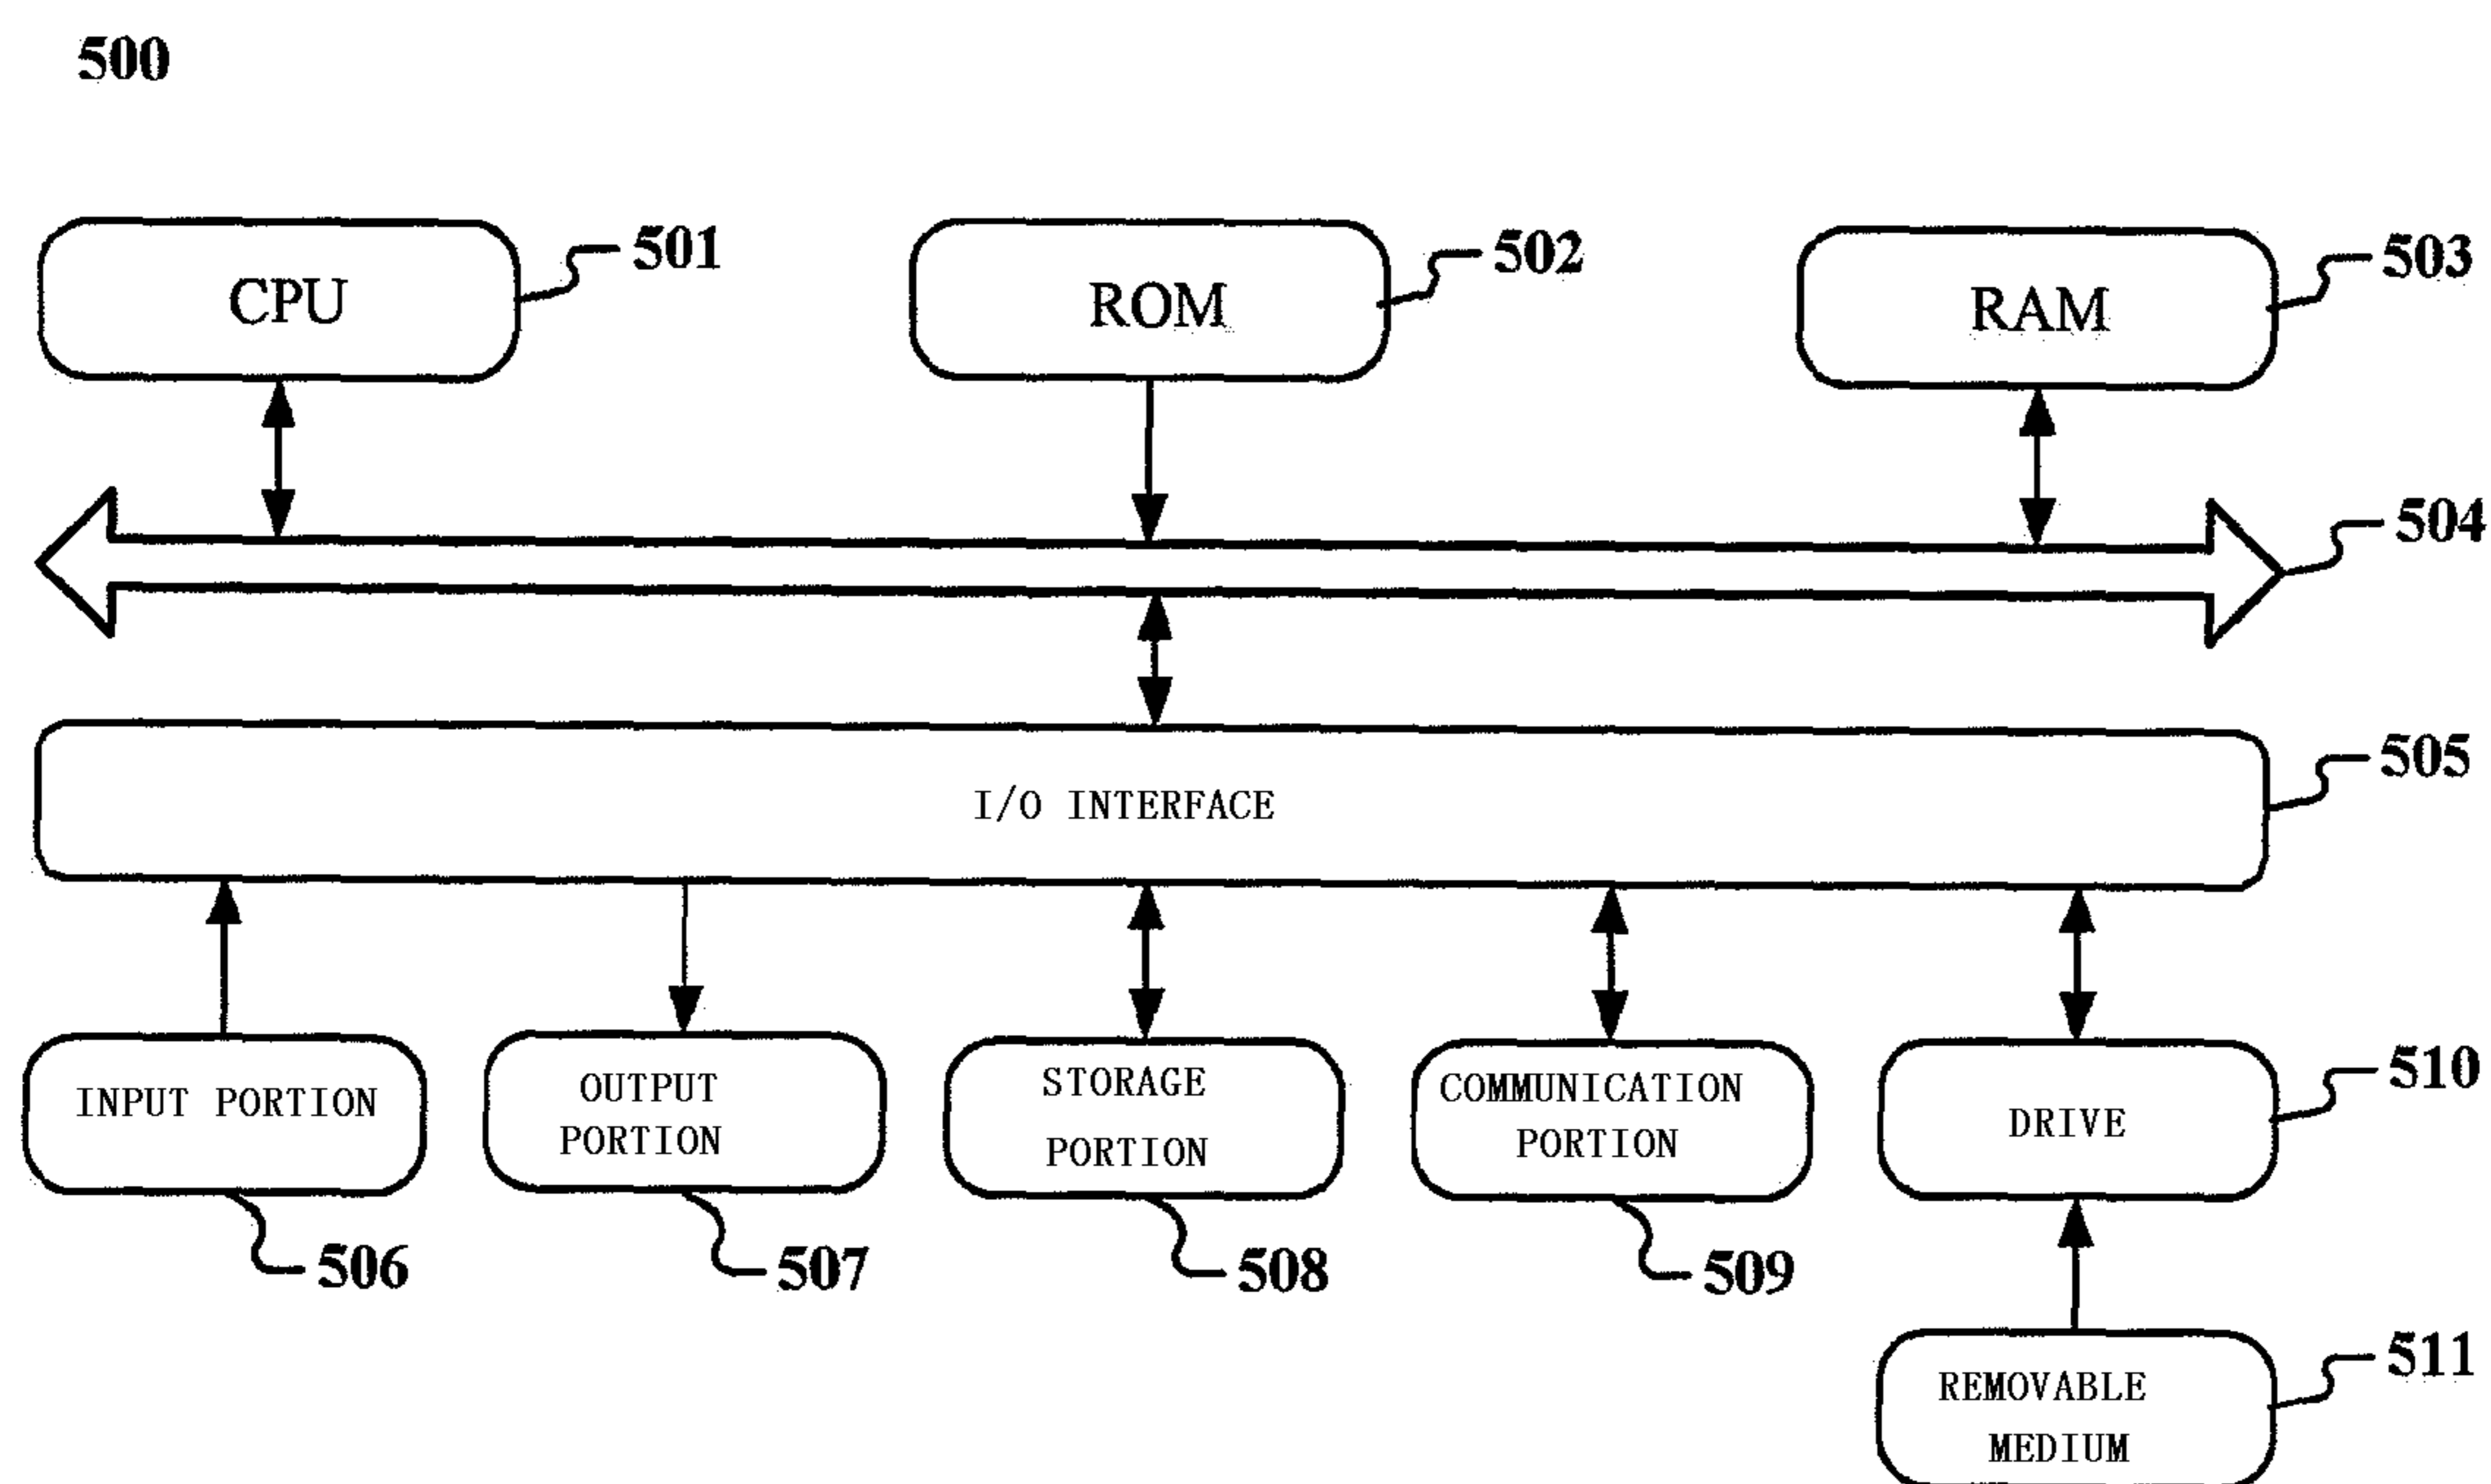 500
CPU
501
ROM
502
RAM
503
504
I/O INTERFACE
505
INPUT PORTION
OUTPUT
PORTION
STORAGE
PORTION
COMMUNICATION
PORTION
DRIVE
510
506
507
508
509
REMOVABLE
MEDIUM
511